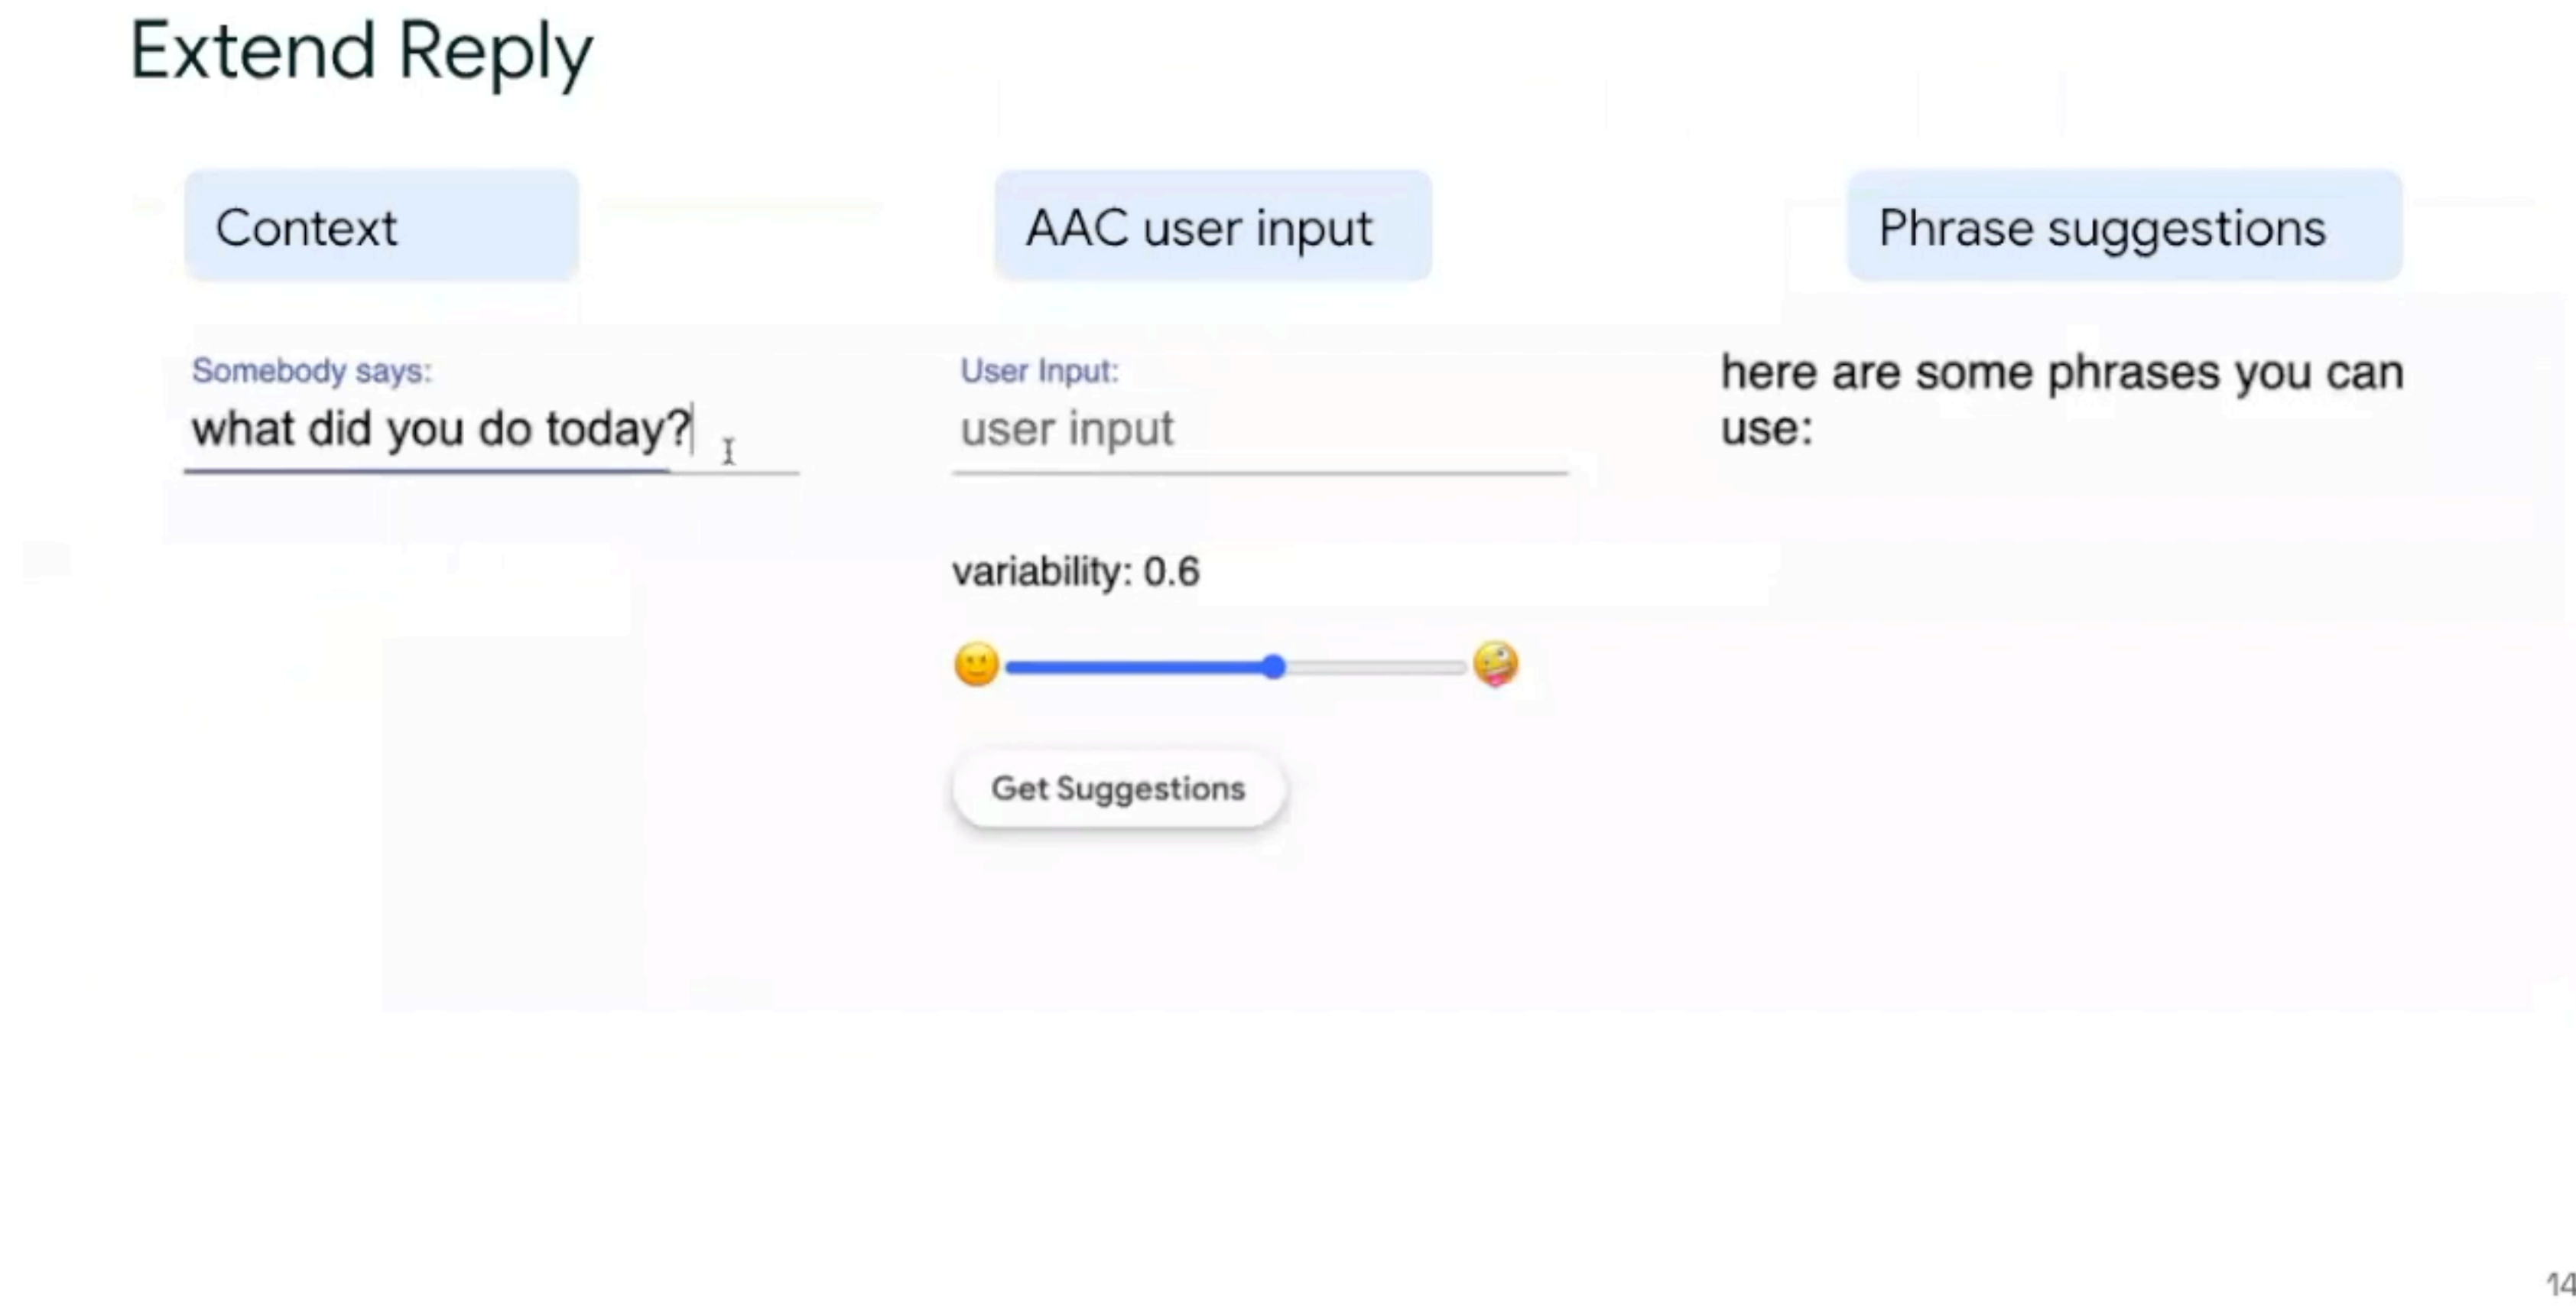 Extend Reply
Context
AAC user input
Phrase suggestions
Somebody says:
what did you do today?
User Input:
user input
here are some phrases you can
use:
variability: 0.6
Get Suggestions
14